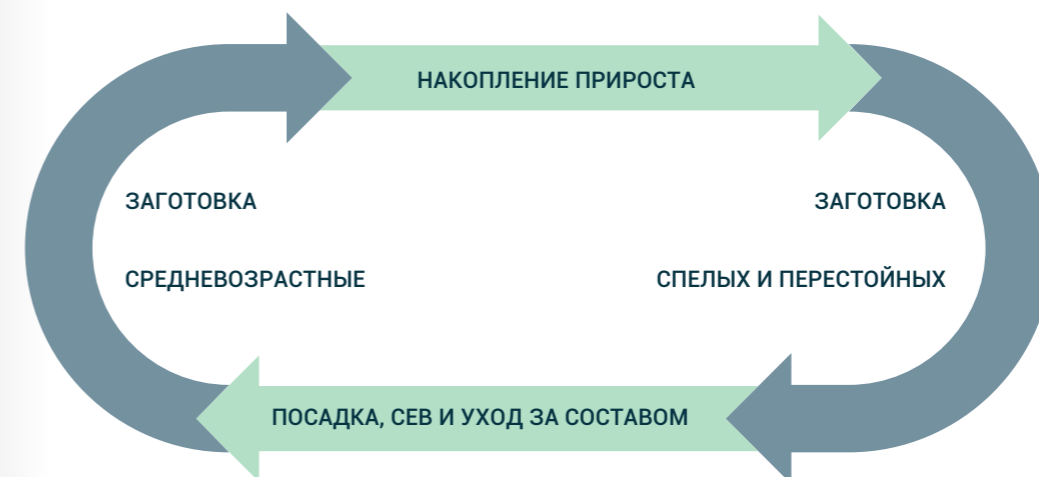 НАКОПЛЕНИЕ ПРИРОСТА
ЗАГОТОВКА
ЗАГОТОВКА
СРЕДНЕВОЗРАСТНЫЕ
СПЕЛЫХ И ПЕРЕСТОЙНЫХ
ПОСАДКА, СЕВ И УХОД ЗА СОСТАВОМ